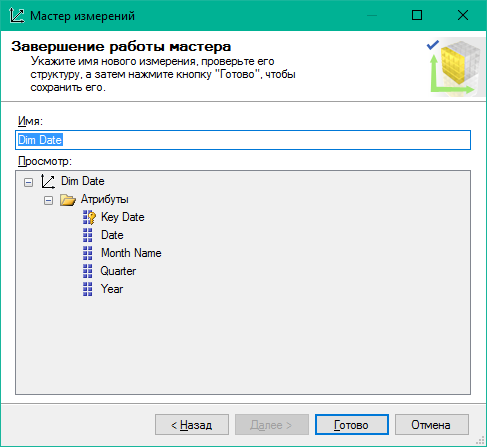 Мастер измерений
Завершение работы мастера
Укажите имя нового измерения, проверьте его
структуру, а затем нажмите кнопку "Готово", чтобы
сохранить его.
Имя:
Dim Date
Просмотр:
Dim Date
Атрибуты
Key Date
Date
Month Name
Quarter
Year
< Назад
Далее >
Готово
Отмена